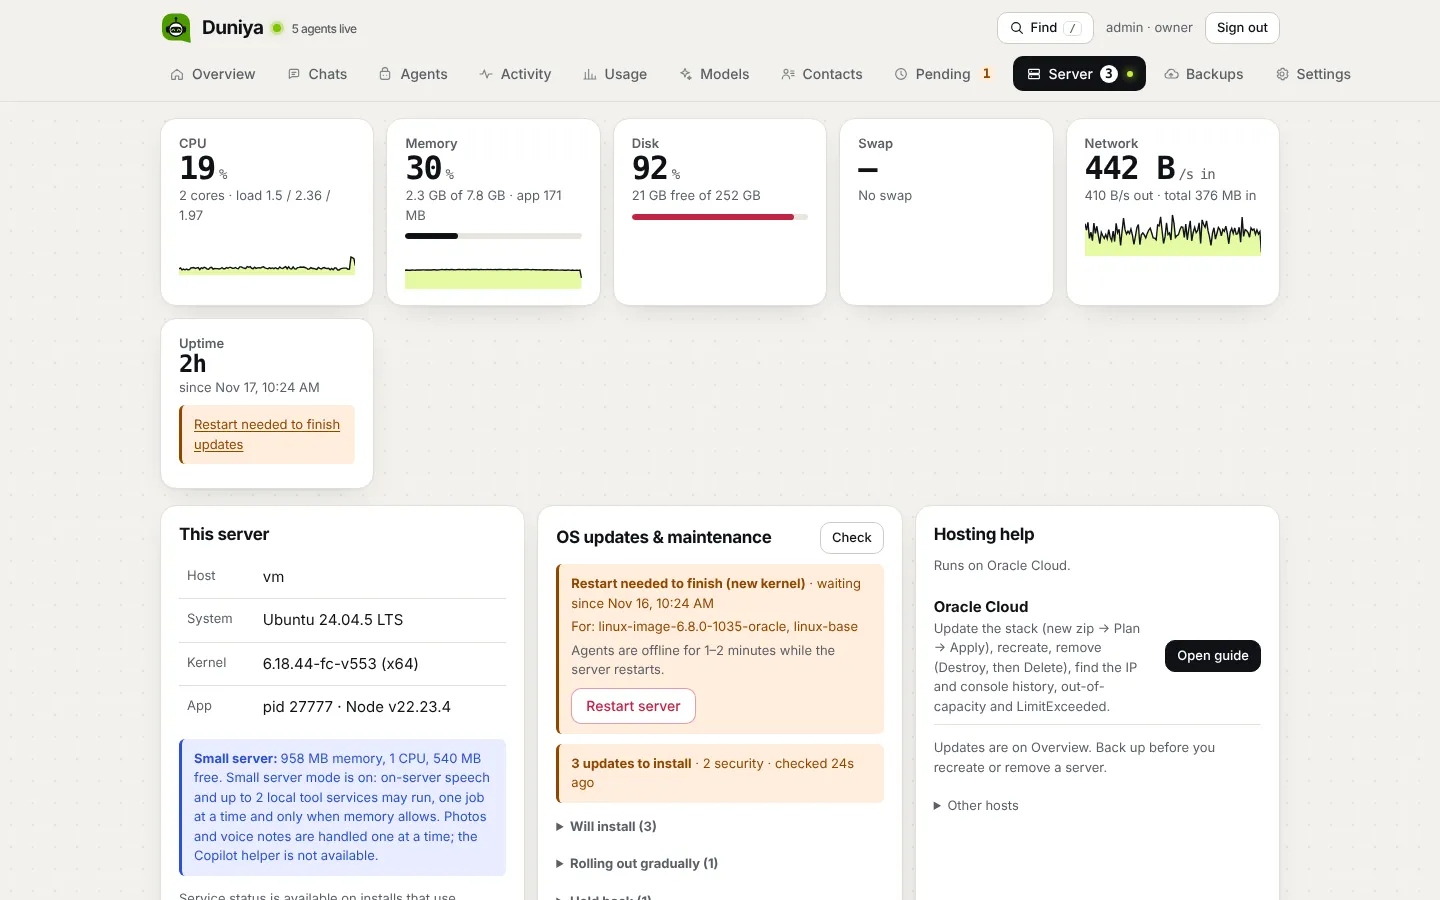 Duniya
5 agents live
Find /
admin · owner
Sign out
Overview
Chats
Agents
Activity
Usage
Models
Contacts
Pending 1
Server 3
Backups
Settings
CPU
19 %
2 cores · load 1.5 / 2.36 /
1.97
Memory
30 %
2.3 GB of 7.8 GB · app 171
MB
Disk
92 %
21 GB free of 252 GB
Swap
–
No swap
Network
442 B /s in
410 B/s out · total 376 MB in
Uptime
2h
since Nov 17, 10:24 AM
Restart needed to finish
updates
This server
Host vm
System Ubuntu 24.04.5 LTS
Kernel 6.18.44-fc-v553 (x64)
App pid 27777 · Node v22.23.4
Small server: 958 MB memory, 1 CPU, 540 MB
free. Small server mode is on: on-server speech
and up to 2 local tool services may run, one job
at a time and only when memory allows. Photos
and voice notes are handled one at a time; the
Copilot helper is not available.
Service status is available on installs that use
OS updates & maintenance
Check
Restart needed to finish (new kernel) · waiting
since Nov 16, 10:24 AM
For: linux-image-6.8.0-1035-oracle, linux-base
Agents are offline for 1–2 minutes while the
server restarts.
Restart server
3 updates to install · 2 security · checked 24s
ago
Will install (3)
Rolling out gradually (1)
Held back (1)
Hosting help
Runs on Oracle Cloud.
Oracle Cloud
Update the stack (new zip → Plan
→ Apply), recreate, remove
(Destroy, then Delete), find the IP
and console history, out-of-
capacity and LimitExceeded.
Open guide
Updates are on Overview. Back up before you
recreate or remove a server.
Other hosts